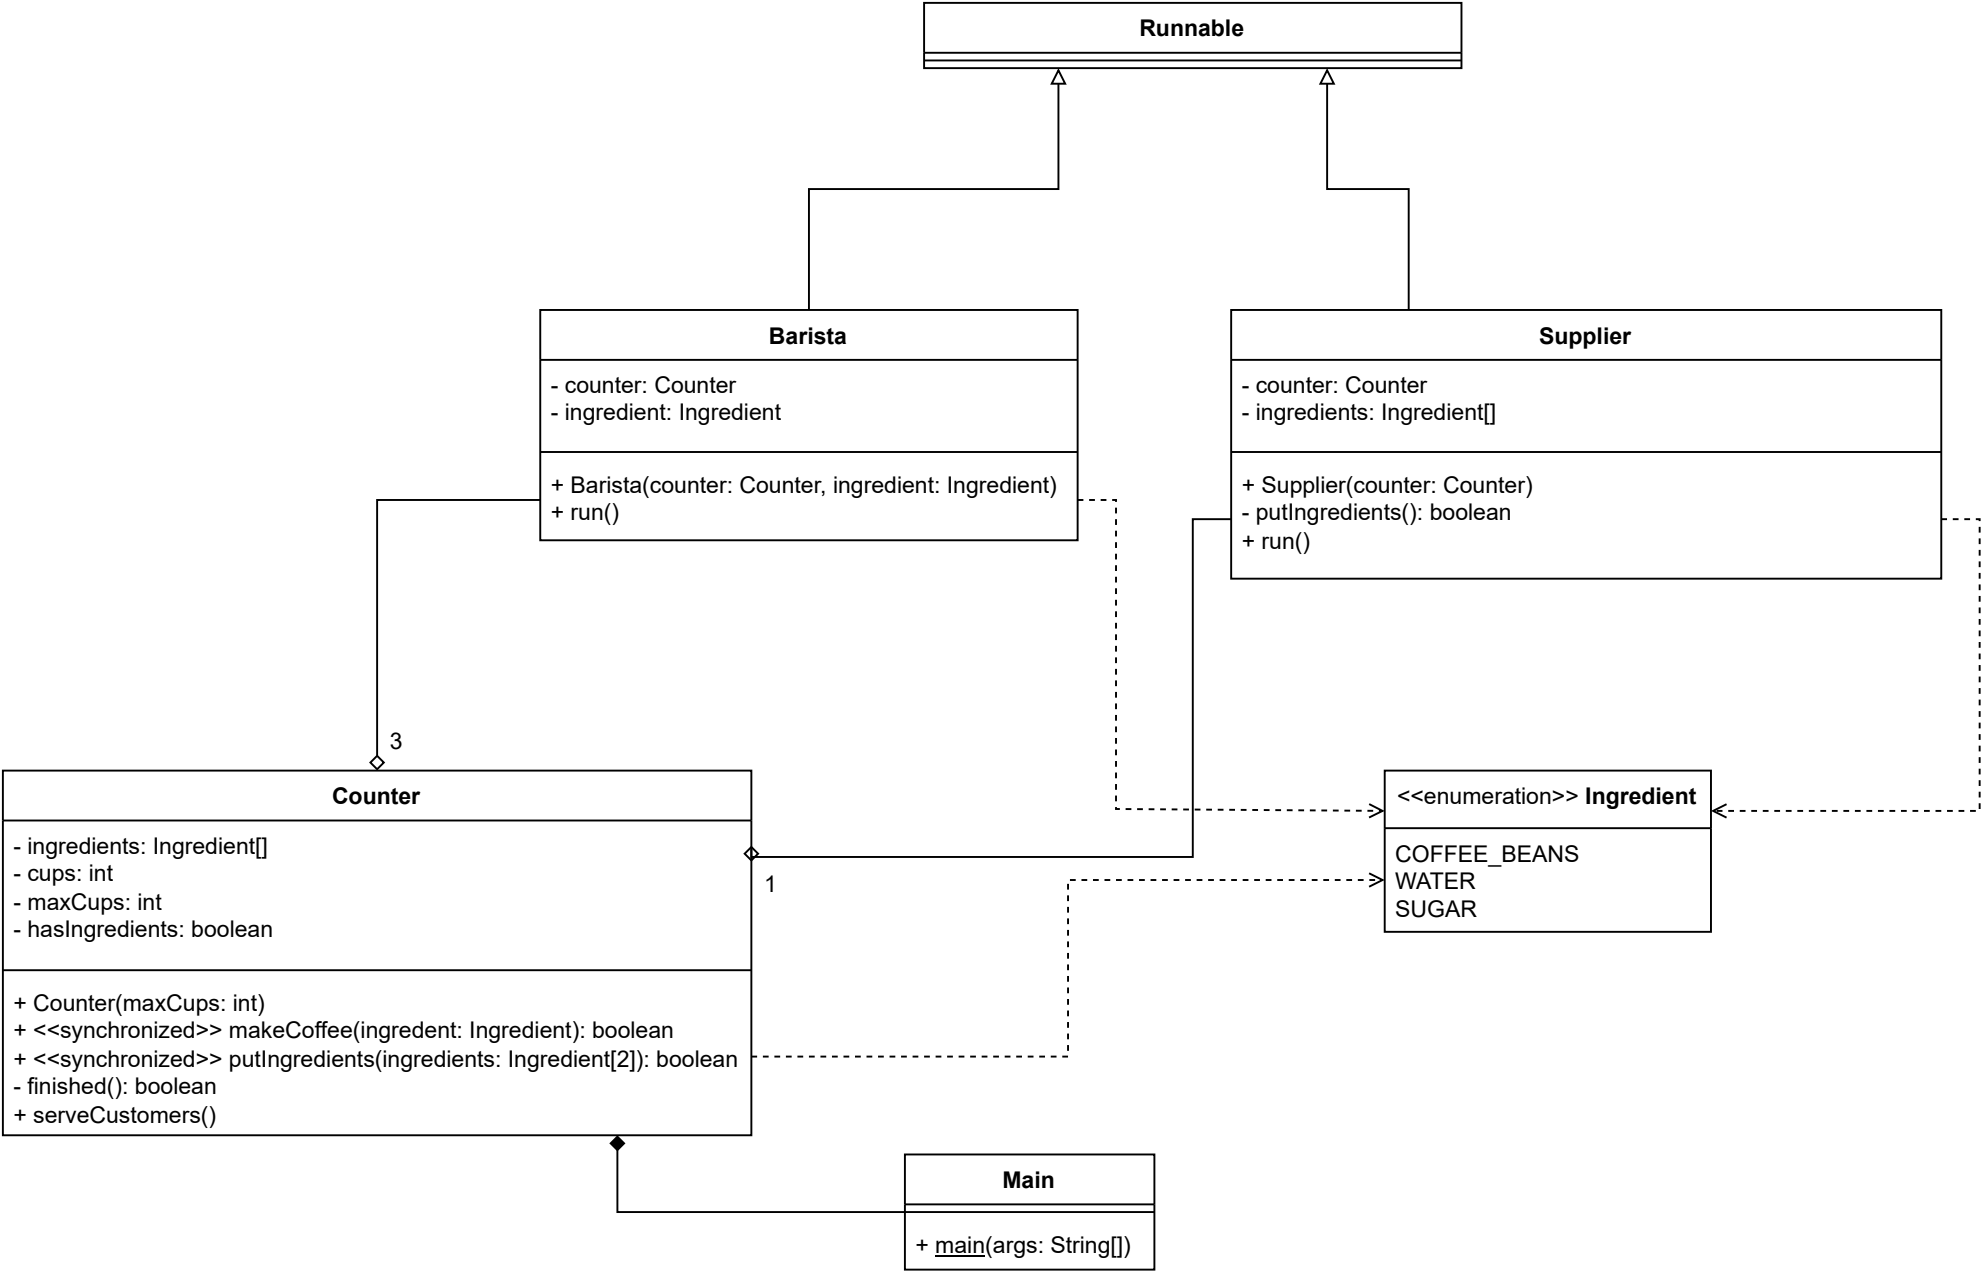 Runnable
Barista
- counter: Counter
- ingredient: Ingredient
+ Barista(counter: Counter, ingredient: Ingredient)
+ run()
Supplier
- counter: Counter
- ingredients: Ingredient[]
+ Supplier(counter: Counter)
- putIngredients(): boolean
+ run()
3
Counter
- ingredients: Ingredient[]
- cups: int
- maxCups: int
- hasIngredients: boolean
+ Counter(maxCups: int)
+ <<synchronized>> makeCoffee(ingredent: Ingredient): boolean
+ <<synchronized>> putIngredients(ingredients: Ingredient[2]): boolean
- finished(): boolean
+ serveCustomers()
1
<<enumeration>> Ingredient
COFFEE_BEANS
WATER
SUGAR
Main
+ main(args: String[])